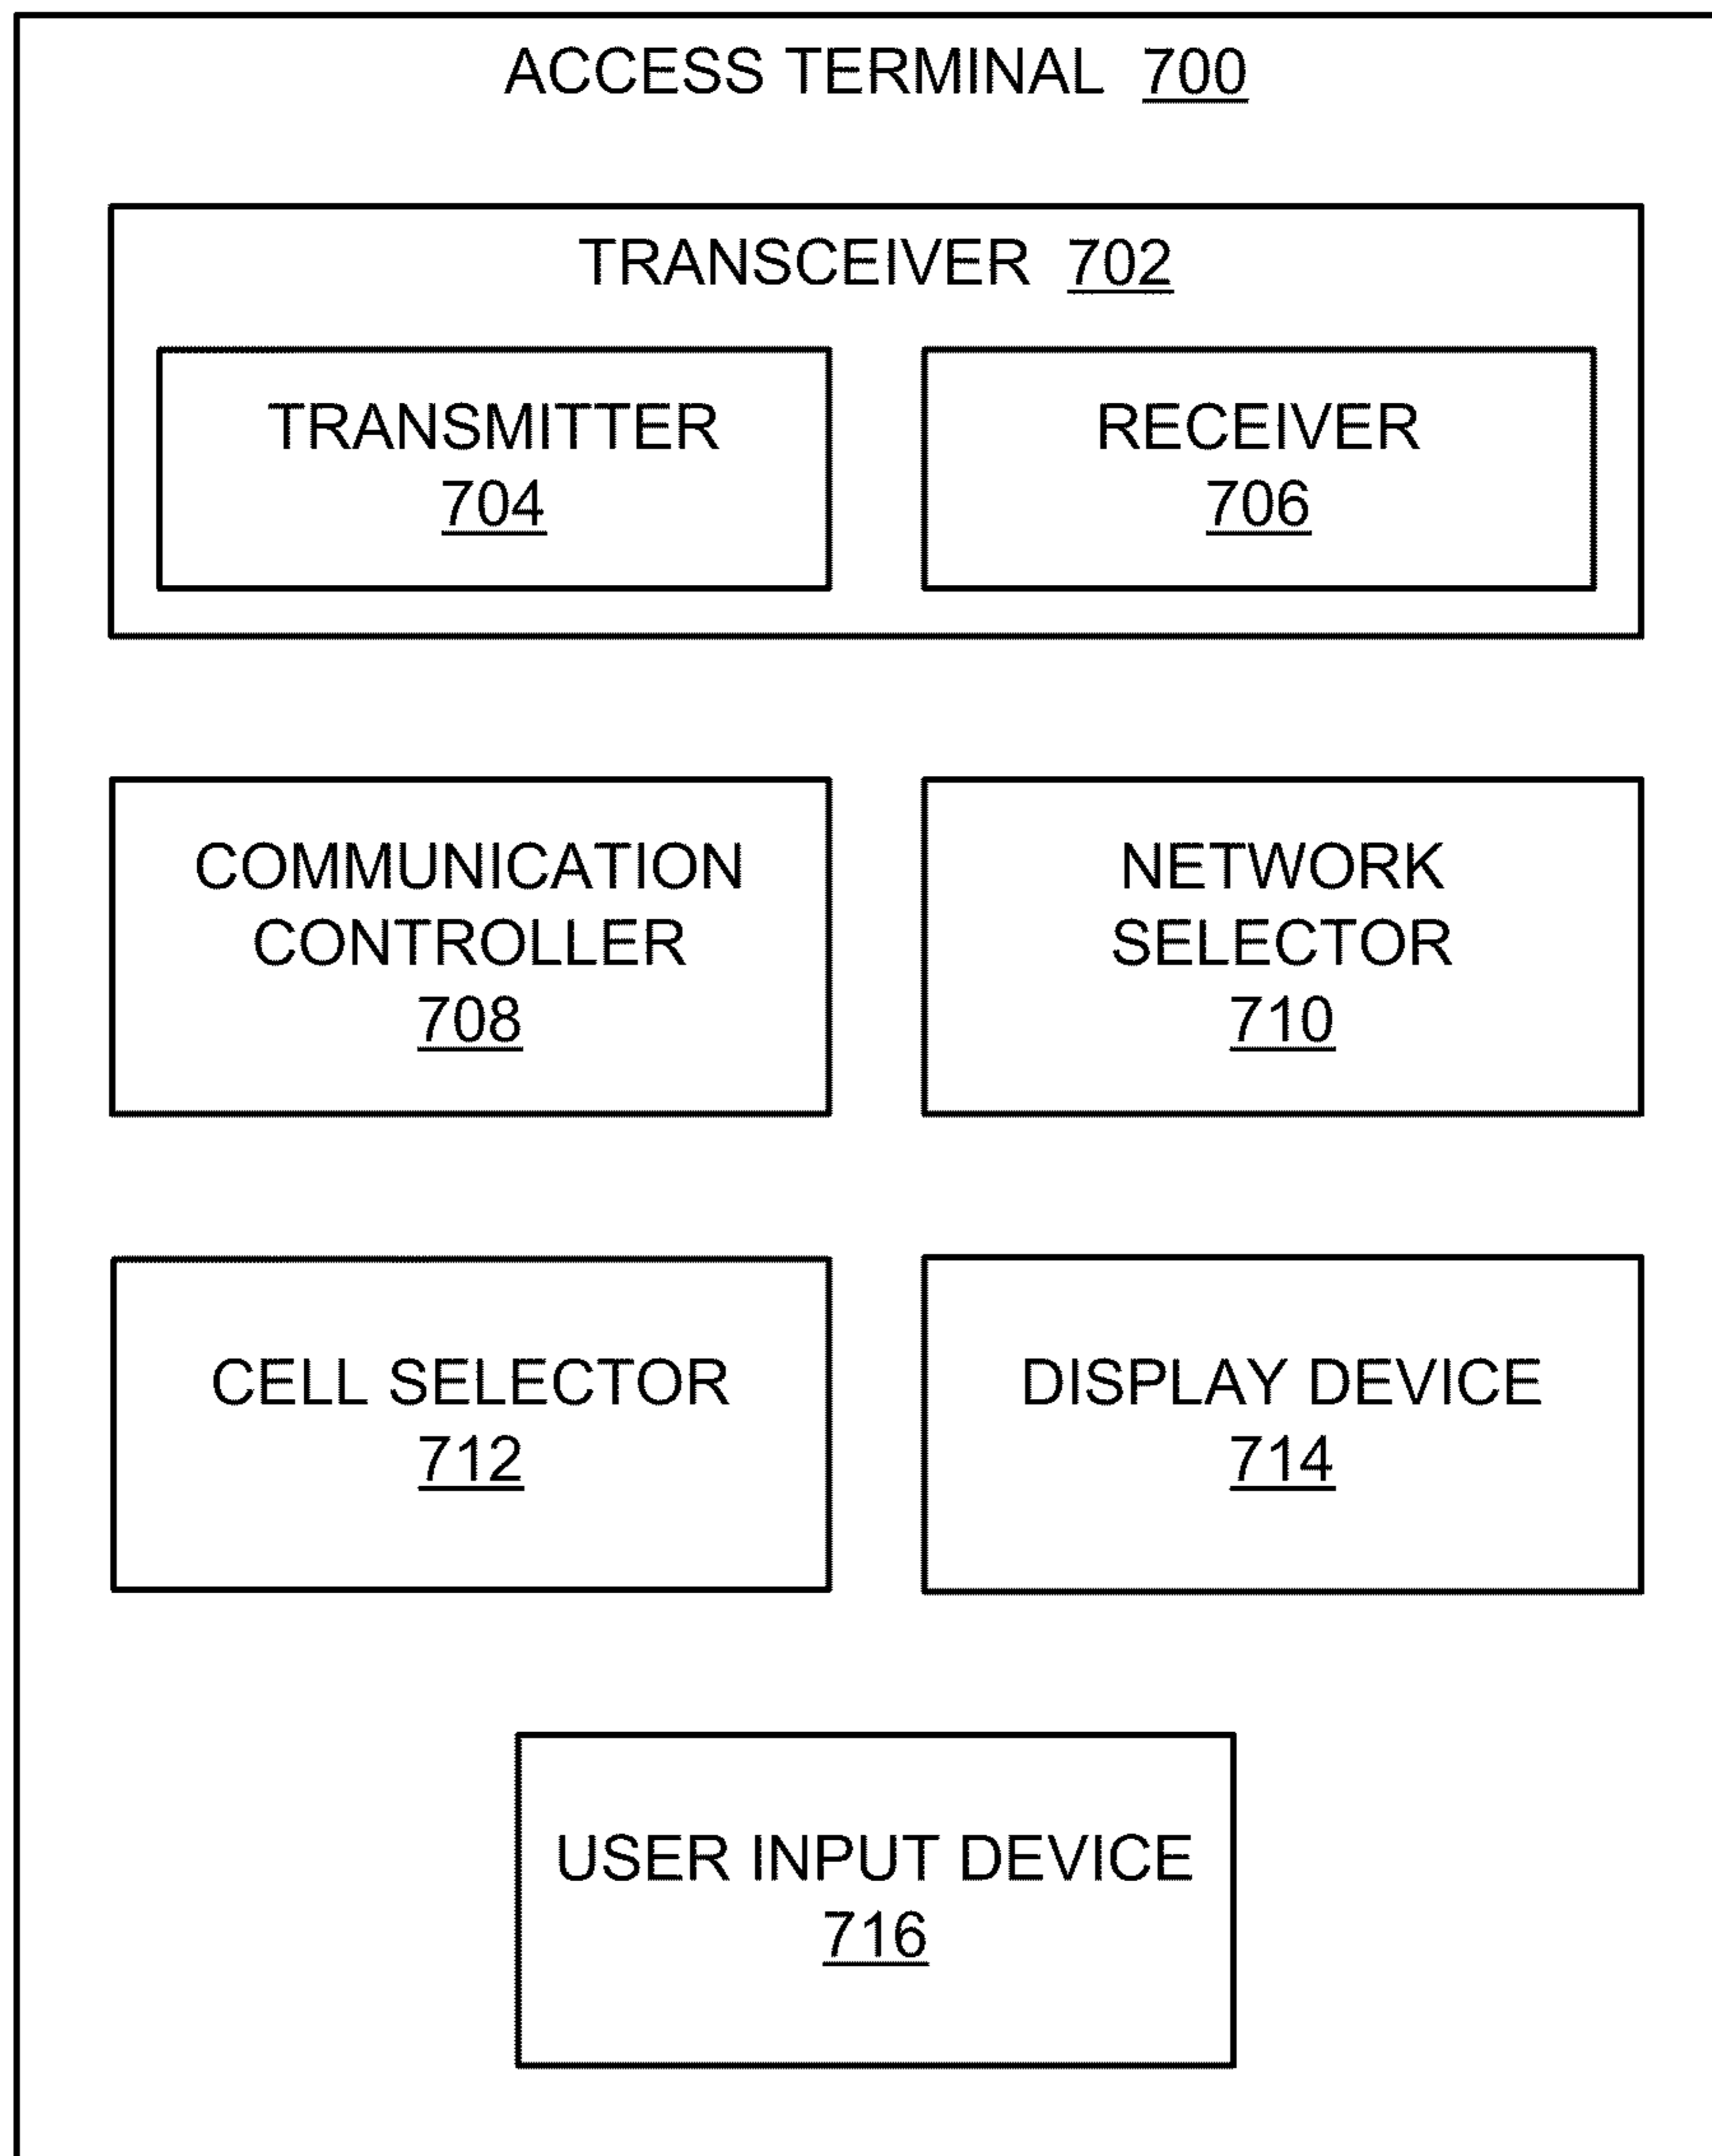 ACCESS TERMINAL 700
TRANSCEIVER 702
TRANSMITTER
704
RECEIVER
706
COMMUNICATION
CONTROLLER
708
NETWORK
SELECTOR
710
CELL SELECTOR
712
DISPLAY DEVICE
714
USER INPUT DEVICE
716